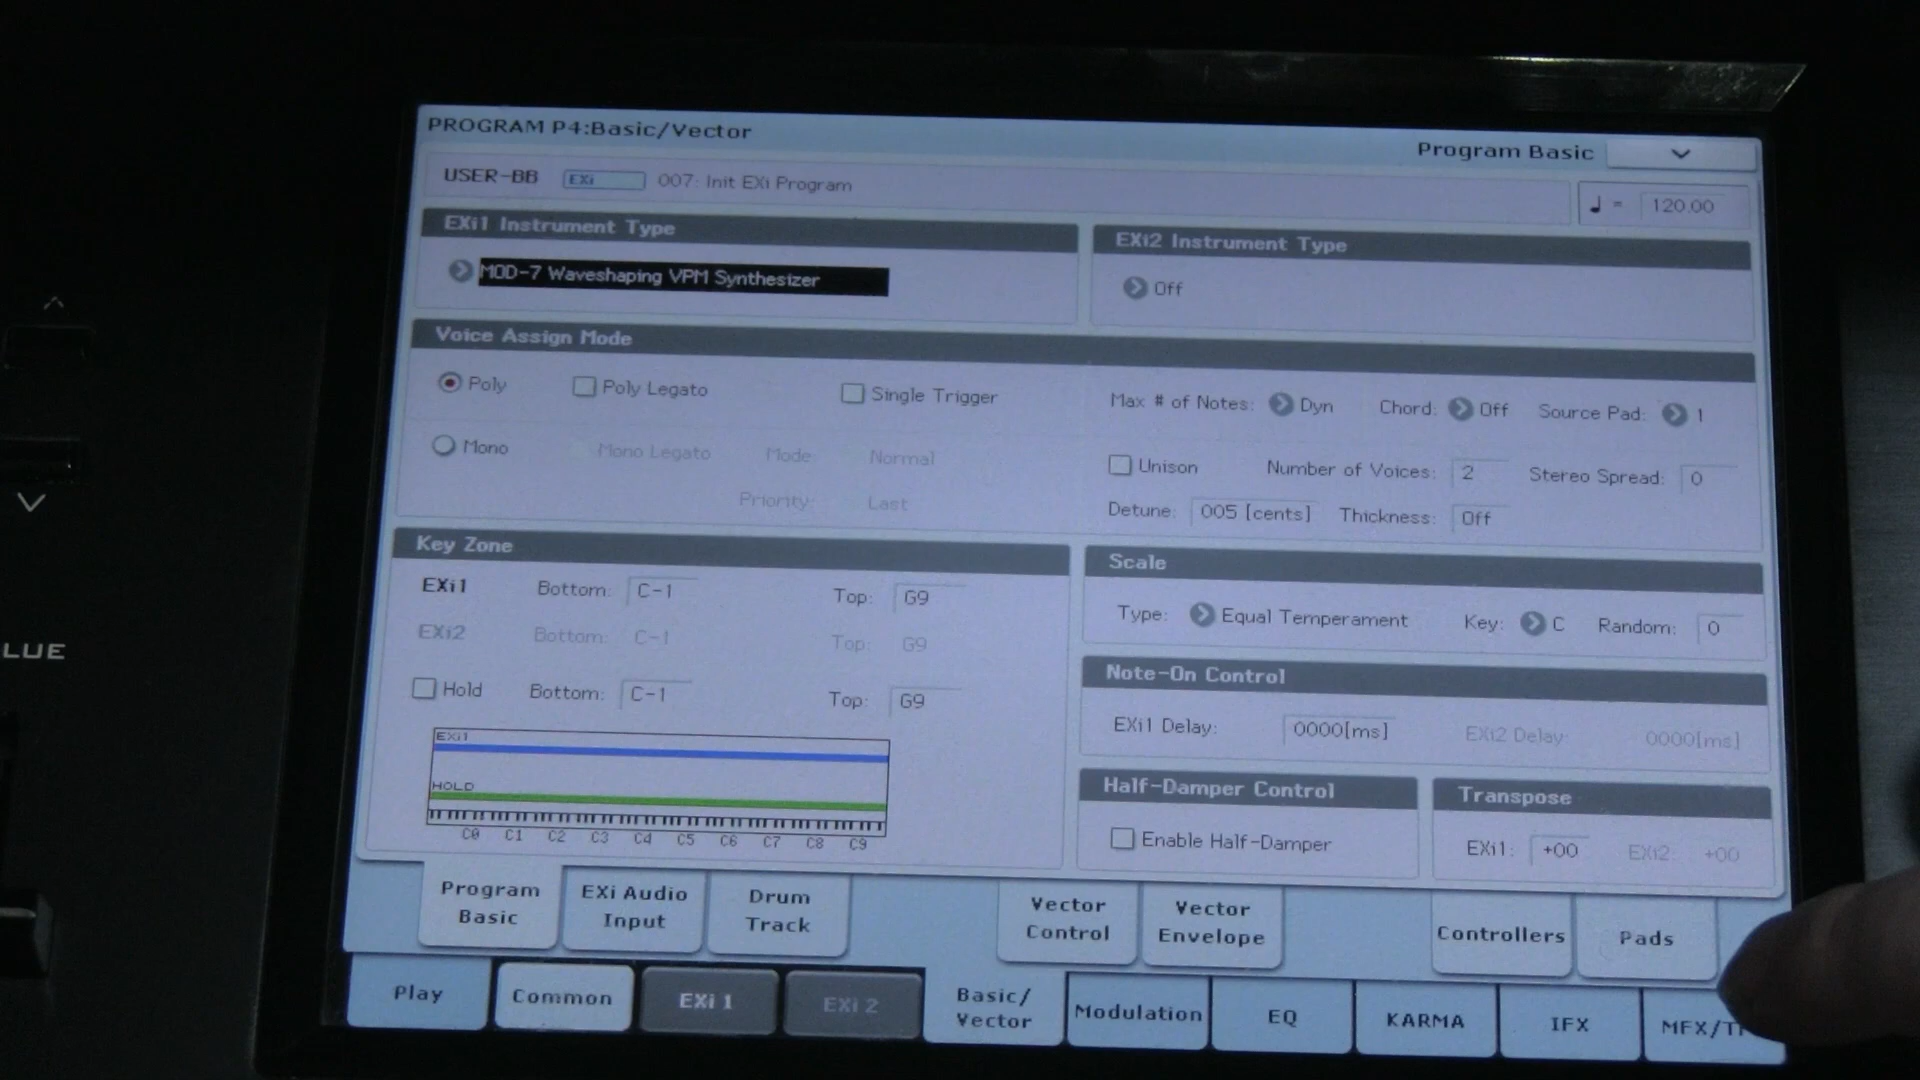 PROGRAM P4:Basic/Vector
Program Basic
USER-BB EXi 007: Init EXi Program
♩ = 120.00
EXi1 Instrument Type
EXi2 Instrument Type
MOD-7 Waveshaping VPM Synthesizer
Off
Voice Assign Mode
Poly Poly Legato Single Trigger Max # of Notes: Dyn Chord: Off Source Pad: 1
Mono Mono Legato Mode: Normal Unison Number of Voices: 2 Stereo Spread: 0
Priority: Last Detune: 005 [cents] Thickness: Off
Key Zone
Scale
EXi1 Bottom: C-1 Top: G9
Type: Equal Temperament Key: C Random: 0
EXi2 Bottom: C-1 Top: G9
LUE
Note-On Control
Hold Bottom: C-1 Top: G9
EXi1 Delay: 0000[ms] EXi2 Delay: 0000[ms]
EXi1
HOLD
C0 C1 C2 C3 C4 C5 C6 C7 C8 C9
Half-Damper Control
Transpose
Enable Half-Damper
EXi1: +00 EXi2: +00
Program Basic
EXi Audio Input
Drum Track
Vector Control
Vector Envelope
Controllers
Pads
Play
Common
EXi 1
EXi 2
Basic/
Vector
Modulation
EQ
KARMA
IFX